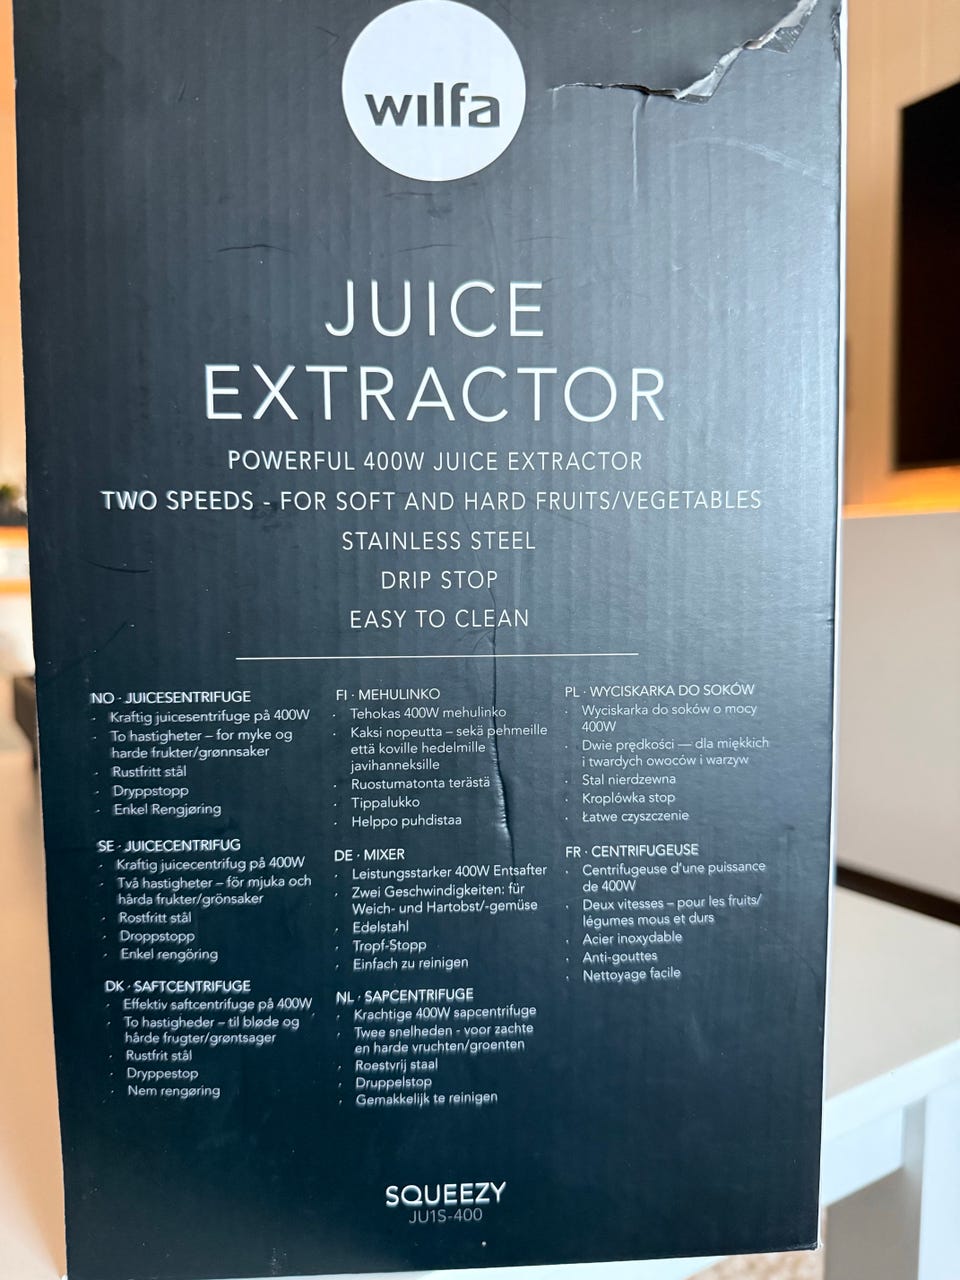 wilfa
JUICE
EXTRACTOR
POWERFUL 400W JUICE EXTRACTOR
TWO SPEEDS - FOR SOFT AND HARD FRUITS/VEGETABLES
STAINLESS STEEL
DRIP STOP
EASY TO CLEAN
NO · JUICESENTRIFUGE
· Kraftig juicesentrifuge på 400W
· To hastigheter – for myke og
harde frukter/grønnsaker
· Rustfritt stål
· Dryppstopp
· Enkel Rengjøring
SE · JUICECENTRIFUG
· Kraftig juicecentrifug på 400W
· Två hastigheter – för mjuka och
hårda frukter/grönsaker
· Rostfritt stål
· Droppstopp
· Enkel rengöring
DK · SAFTCENTRIFUGE
· Effektiv saftcentrifuge på 400W
· To hastigheder – til bløde og
hårde frugter/grøntsager
· Rustfrit stål
· Dryppestop
· Nem rengøring
FI · MEHULINKO
· Tehokas 400W mehulinko
· Kaksi nopeutta – sekä pehmeille
että koville hedelmille
javihanneksille
· Ruostumatonta terästä
· Tippalukko
· Helppo puhdistaa
DE · MIXER
· Leistungsstarker 400W Entsafter
· Zwei Geschwindigkeiten: für
Weich- und Hartobst/-gemüse
· Edelstahl
· Tropf-Stopp
· Einfach zu reinigen
NL · SAPCENTRIFUGE
· Krachtige 400W sapcentrifuge
· Twee snelheden - voor zachte
en harde vruchten/groenten
· Roestvrij staal
· Druppelstop
· Gemakkelijk te reinigen
PL · WYCISKARKA DO SOKÓW
· Wyciskarka do soków o mocy
400W
· Dwie prędkości — dla miękkich
i twardych owoców i warzyw
· Stal nierdzewna
· Kroplówka stop
· Łatwe czyszczenie
FR · CENTRIFUGEUSE
· Centrifugeuse d'une puissance
de 400W
· Deux vitesses – pour les fruits/
légumes mous et durs
· Acier inoxydable
· Anti-gouttes
· Nettoyage facile
SQUEEZY
JU1S-400